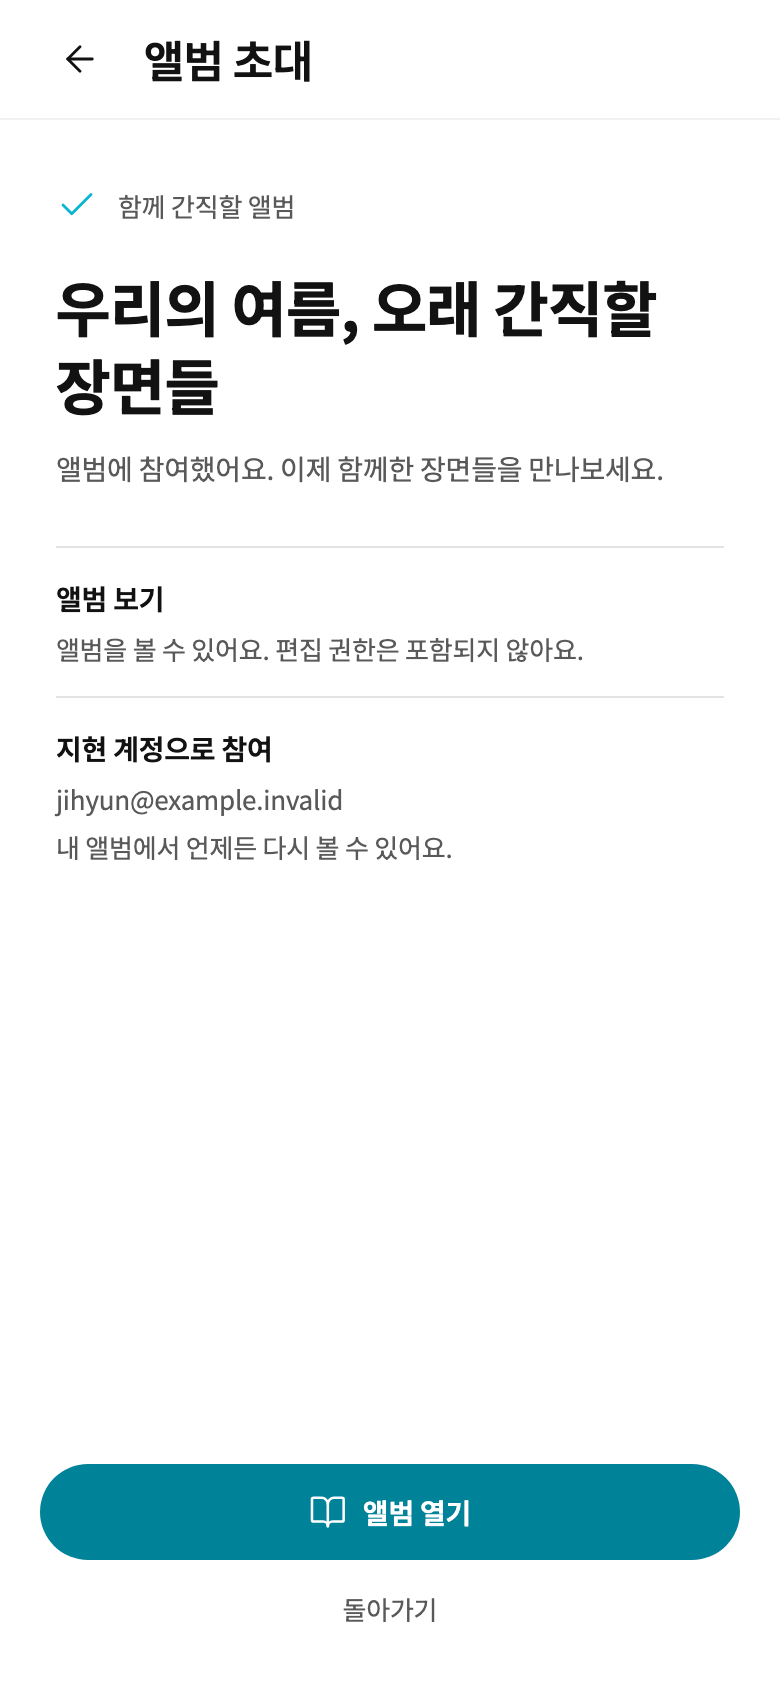 앨범 초대
함께 간직할 앨범
우리의 여름, 오래 간직할
장면들
앨범에 참여했어요. 이제 함께한 장면들을 만나보세요.
앨범 보기
앨범을 볼 수 있어요. 편집 권한은 포함되지 않아요.
지현 계정으로 참여
jihyun@example.invalid
내 앨범에서 언제든 다시 볼 수 있어요.
앨범 열기
돌아가기